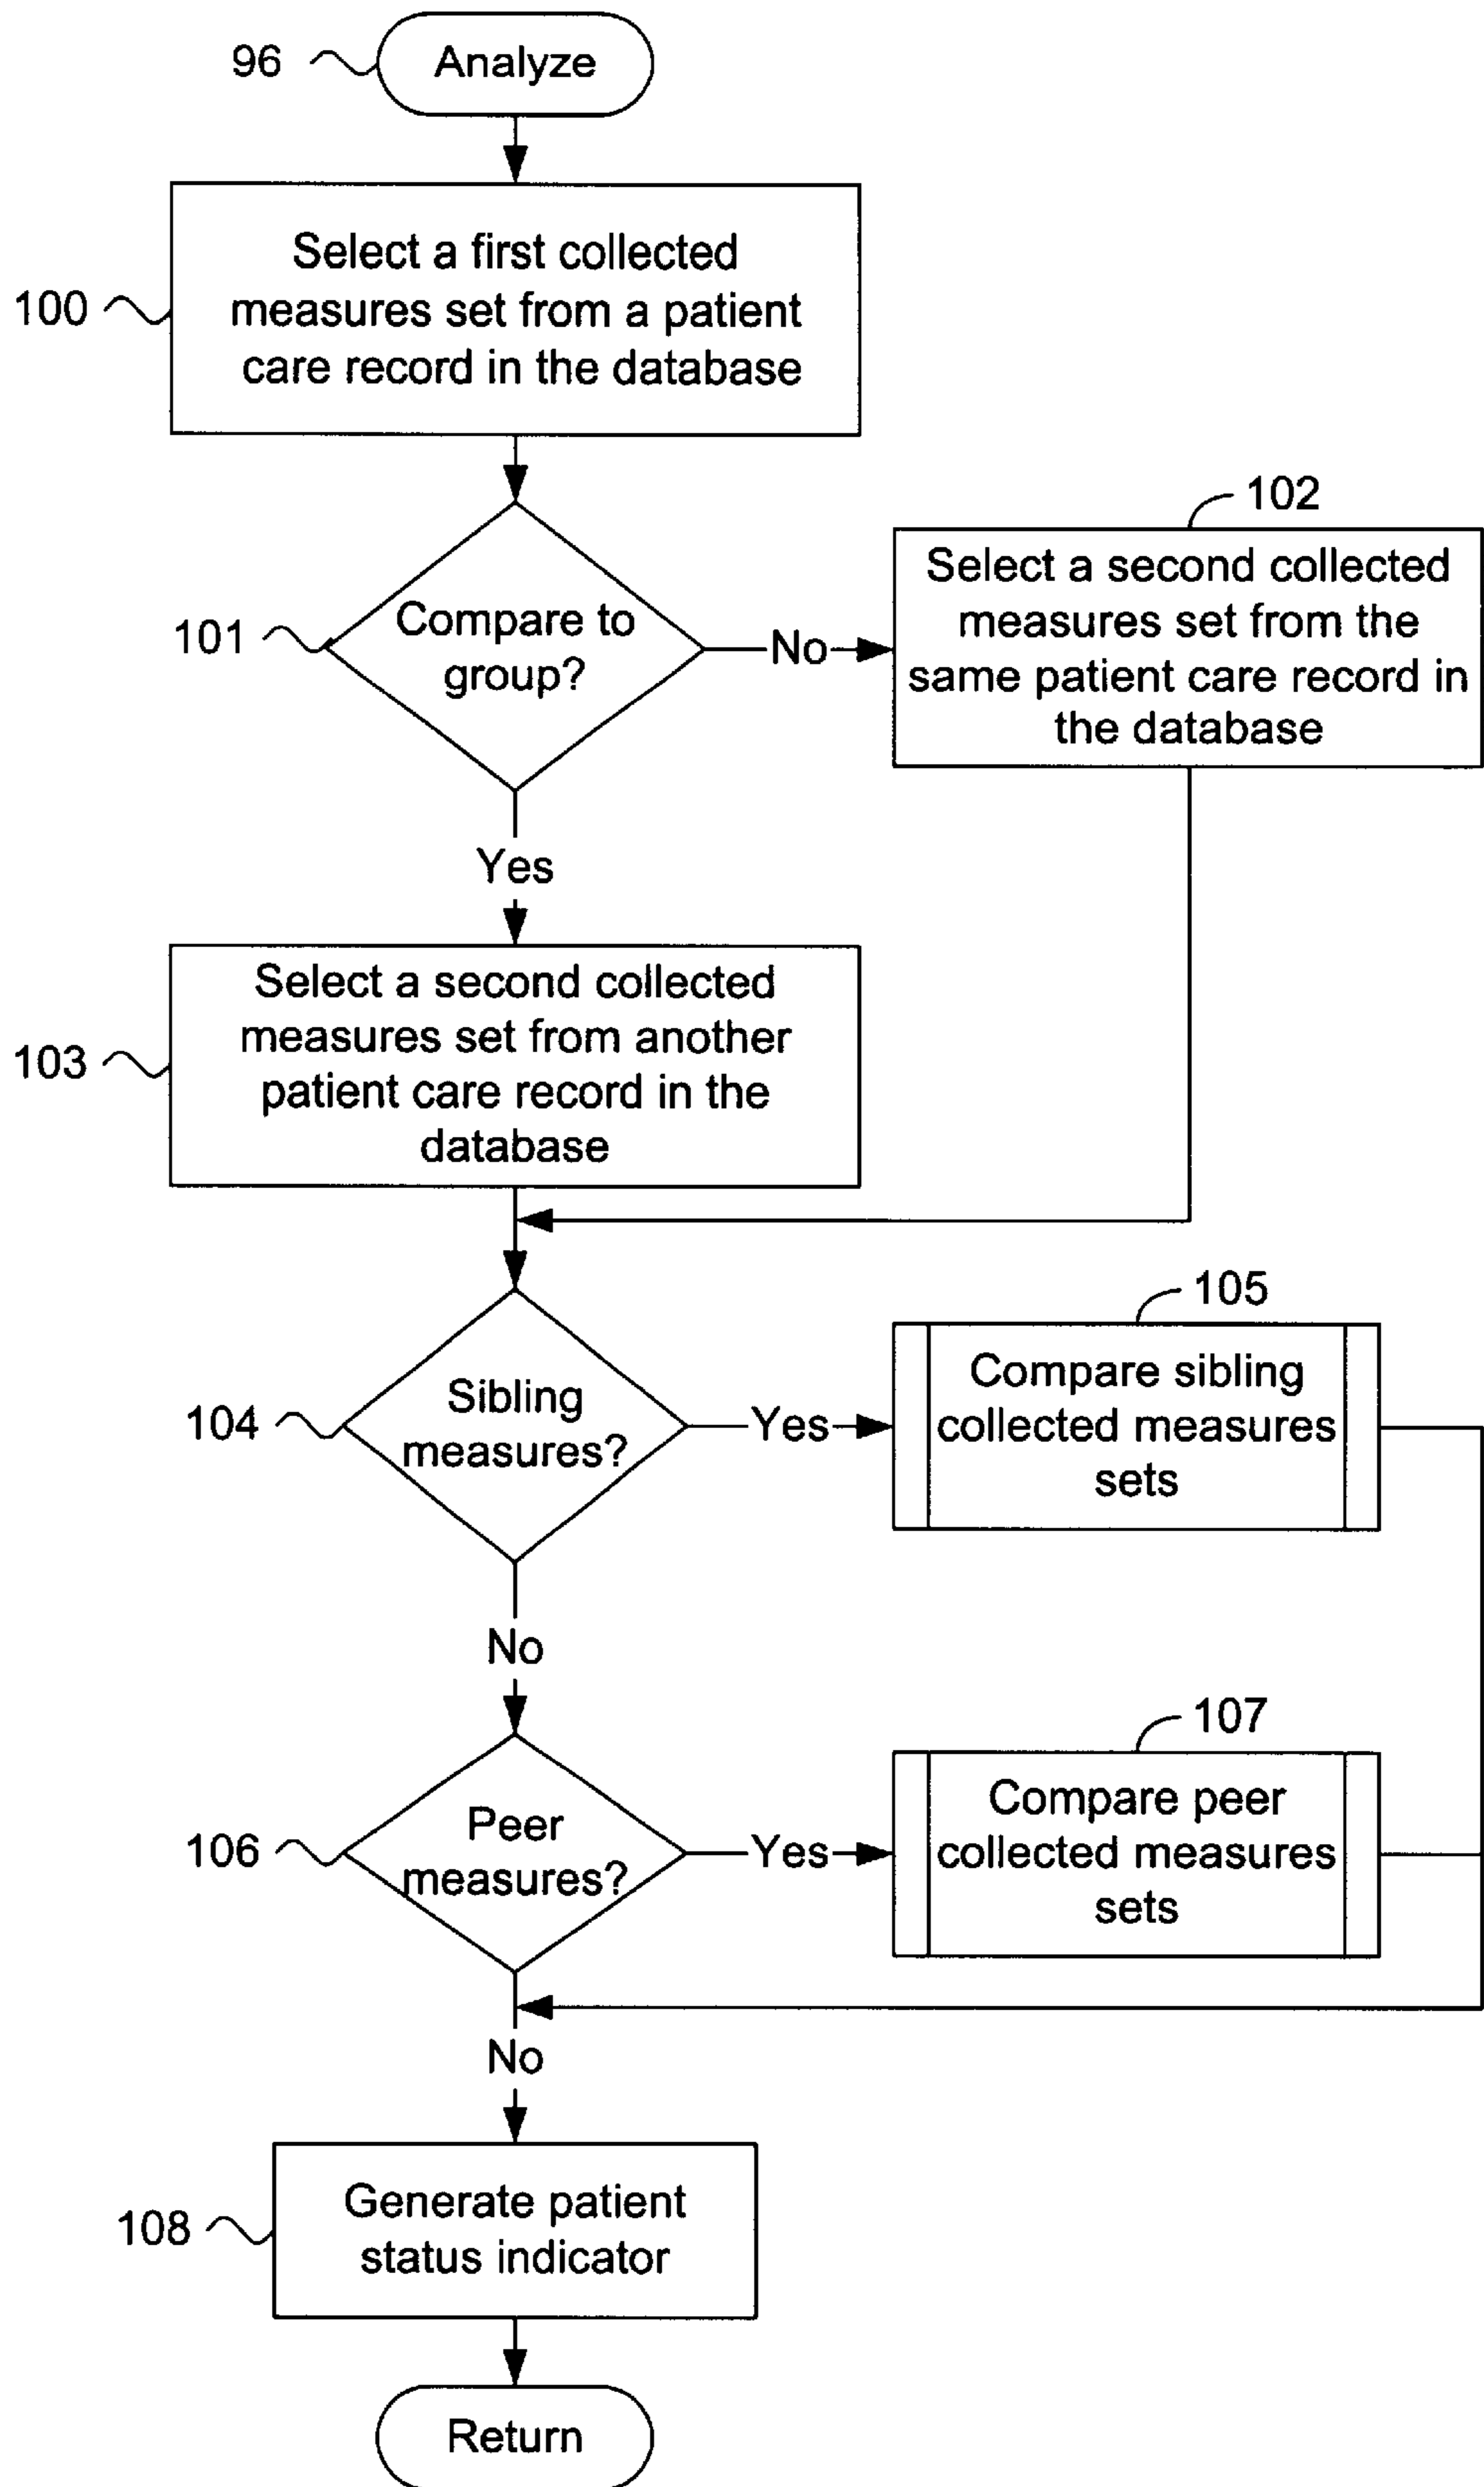 96
Analyze
100
Select a first collected
measures set from a patient
care record in the database
101
Compare to
group?
No
102
Select a second collected
measures set from the
same patient care record in
the database
Yes
103
Select a second collected
measures set from another
patient care record in the
database
104
Sibling
measures?
Yes
105
Compare sibling
collected measures
sets
No
106
Peer
measures?
Yes
107
Compare peer
collected measures
sets
No
108
Generate patient
status indicator
Return